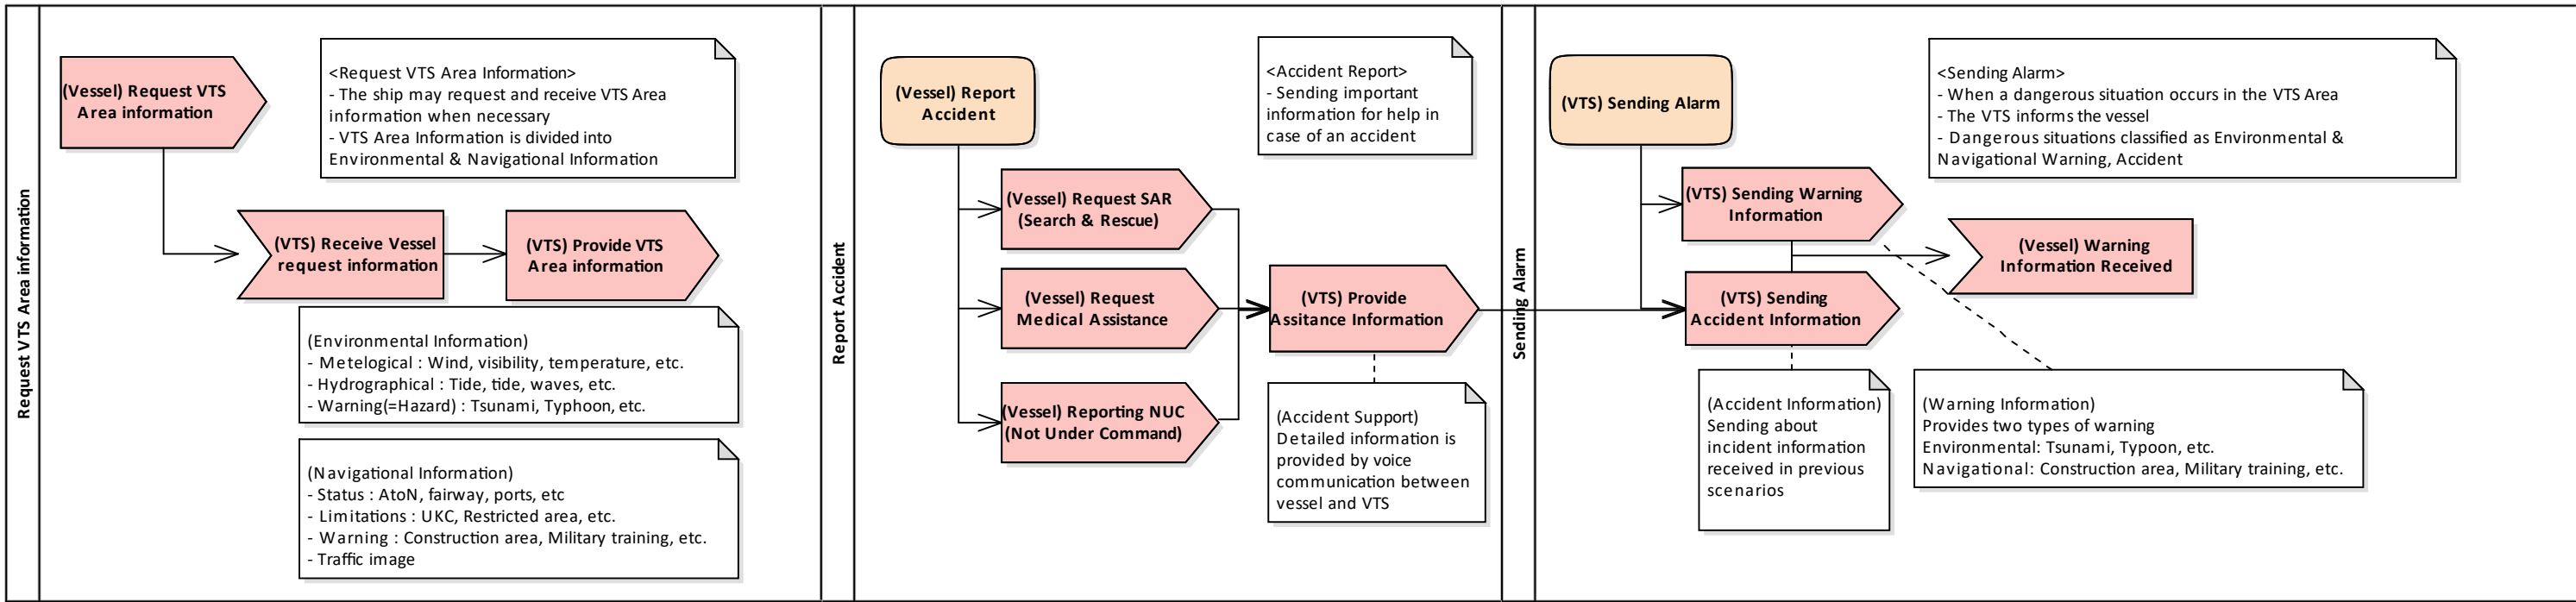 Request VTS Area information
(Vessel) Request VTS
Area information
<Request VTS Area Information>
- The ship may request and receive VTS Area
information when necessary
- VTS Area Information is divided into
Environmental & Navigational Information
(VTS) Receive Vessel
request information
(VTS) Provide VTS
Area information
(Environmental Information)
- Metelogical : Wind, visibility, temperature, etc.
- Hydrographical : Tide, tide, waves, etc.
- Warning(=Hazard) : Tsunami, Typhoon, etc.
(Navigational Information)
- Status : AtoN, fairway, ports, etc
- Limitations : UKC, Restricted area, etc.
- Warning : Construction area, Military training, etc.
- Traffic image
Report Accident
(Vessel) Report
Accident
<Accident Report>
- Sending important
information for help in
case of an accident
(Vessel) Request SAR
(Search & Rescue)
(Vessel) Request
Medical Assistance
(Vessel) Reporting NUC
(Not Under Command)
(VTS) Provide
Assitance Information
(Accident Support)
Detailed information is
provided by voice
communication between
vessel and VTS
Sending Alarm
(VTS) Sending Alarm
<Sending Alarm>
- When a dangerous situation occurs in the VTS Area
- The VTS informs the vessel
- Dangerous situations classified as Environmental &
Navigational Warning, Accident
(VTS) Sending Warning
Information
(Vessel) Warning
Information Received
(VTS) Sending
Accident Information
(Accident Information)
Sending about
incident information
received in previous
scenarios
(Warning Information)
Provides two types of warning
Environmental: Tsunami, Typoon, etc.
Navigational: Construction area, Military training, etc.